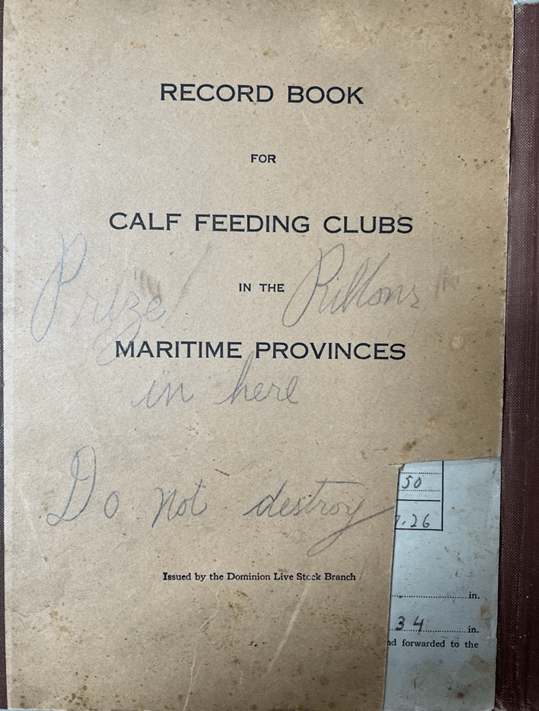 RECORD BOOK
FOR
CALF FEEDING CLUBS
Prize IN THE Ribbons
MARITIME PROVINCES
in here
Do not destroy
Issued by the Dominion Live Stock Branch
50
.26
in.
34 in.
nd forwarded to the